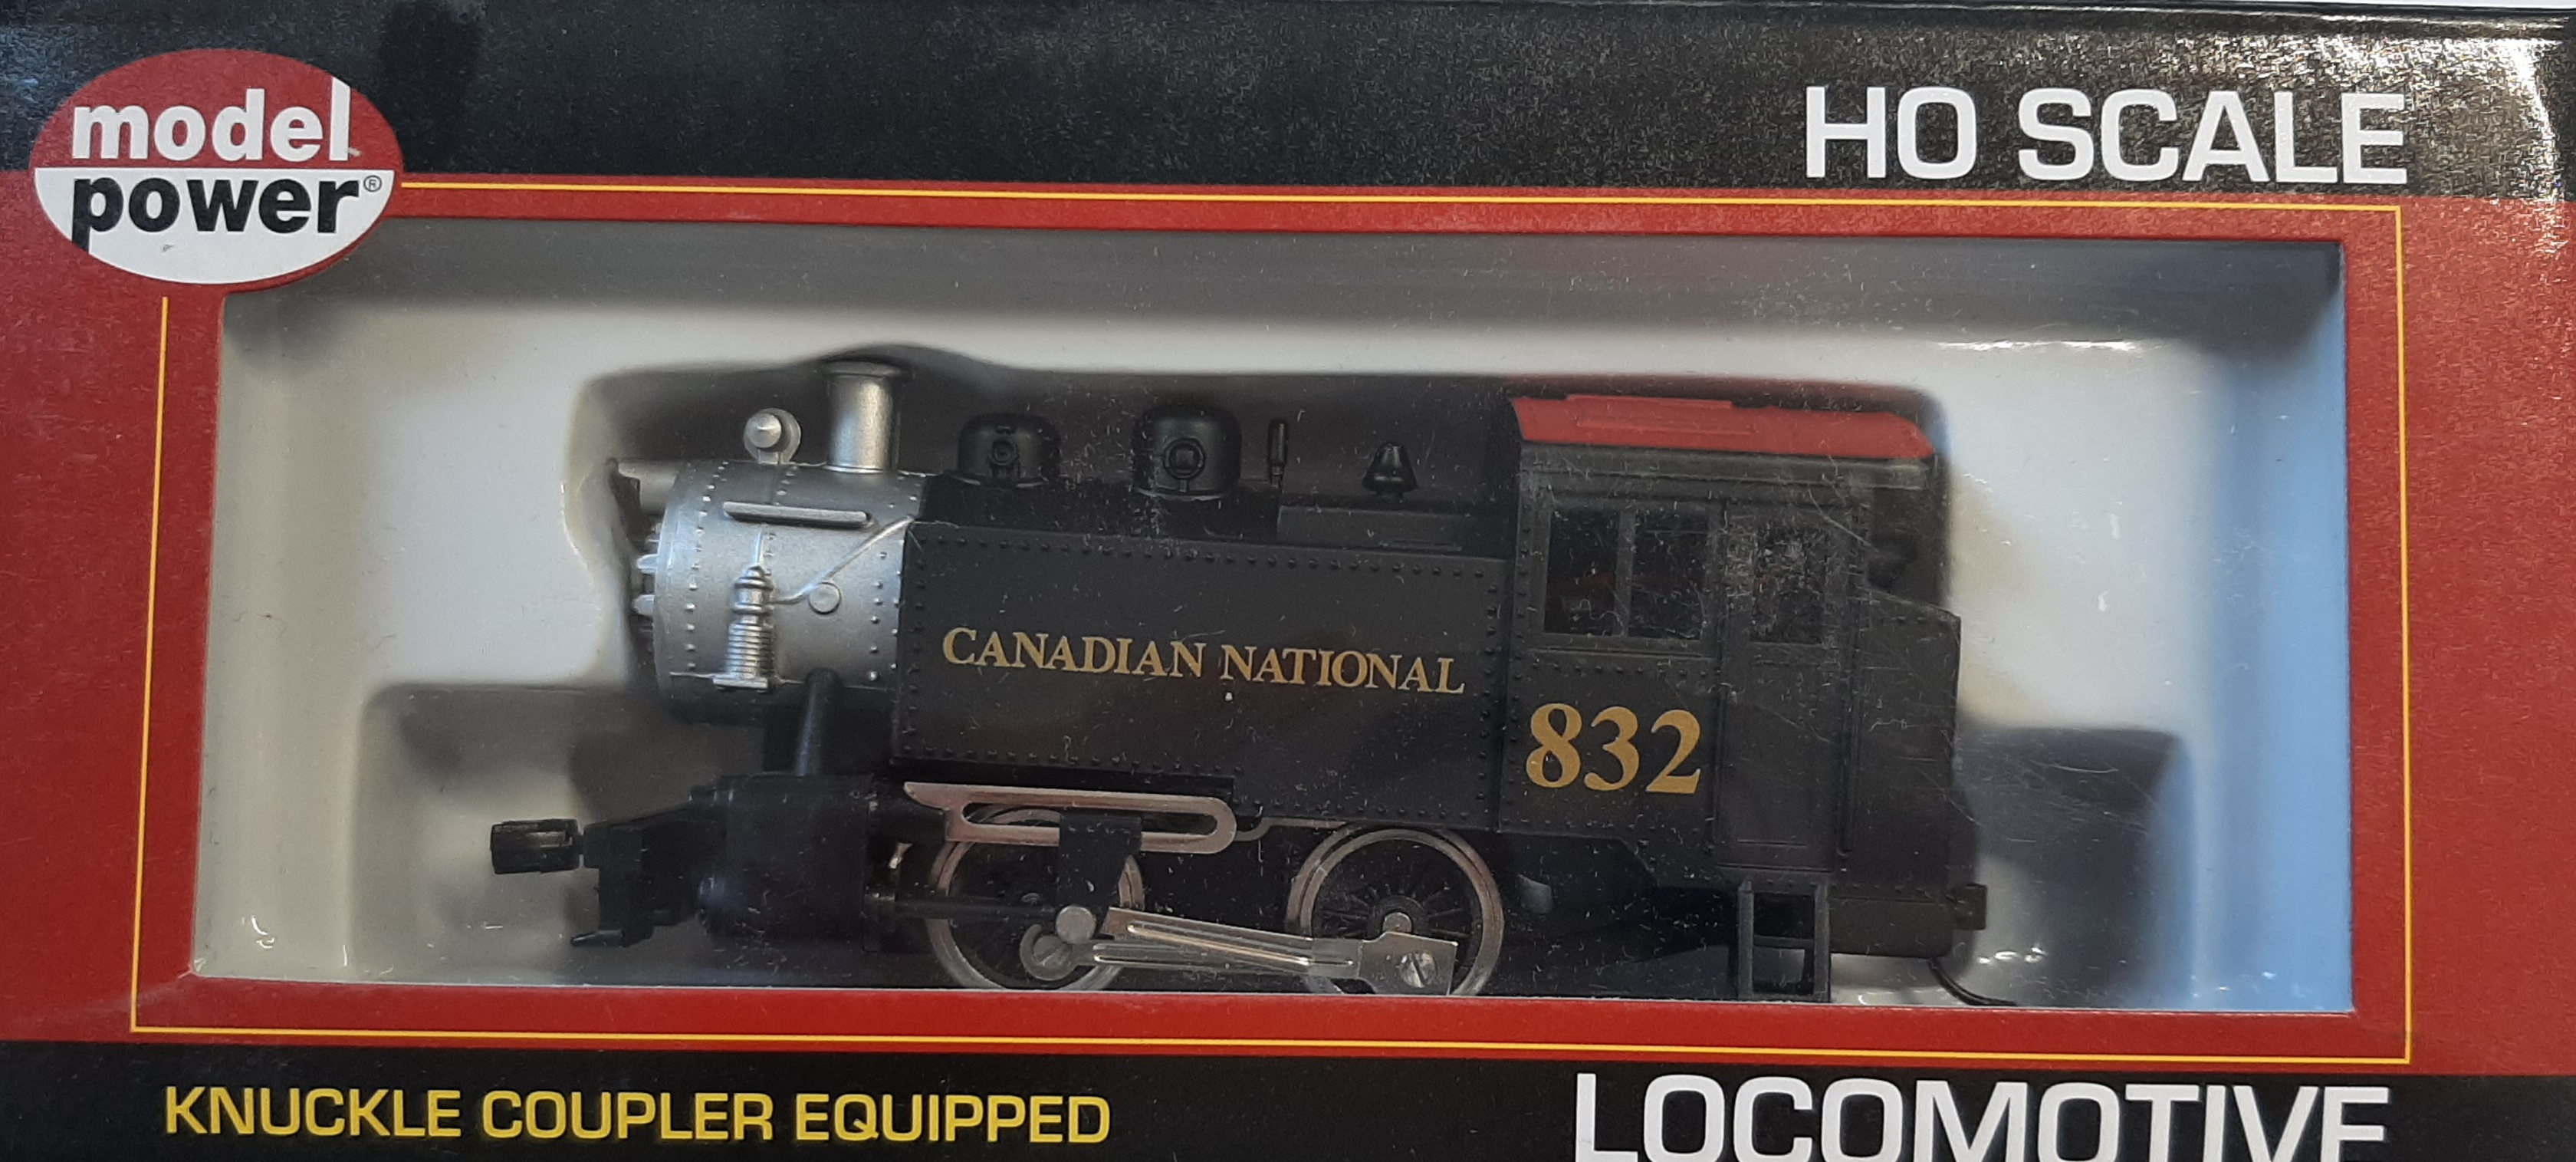 model
power®
HO SCALE
CANADIAN NATIONAL
832
KNUCKLE COUPLER EQUIPPED
LOCOMOTIVE